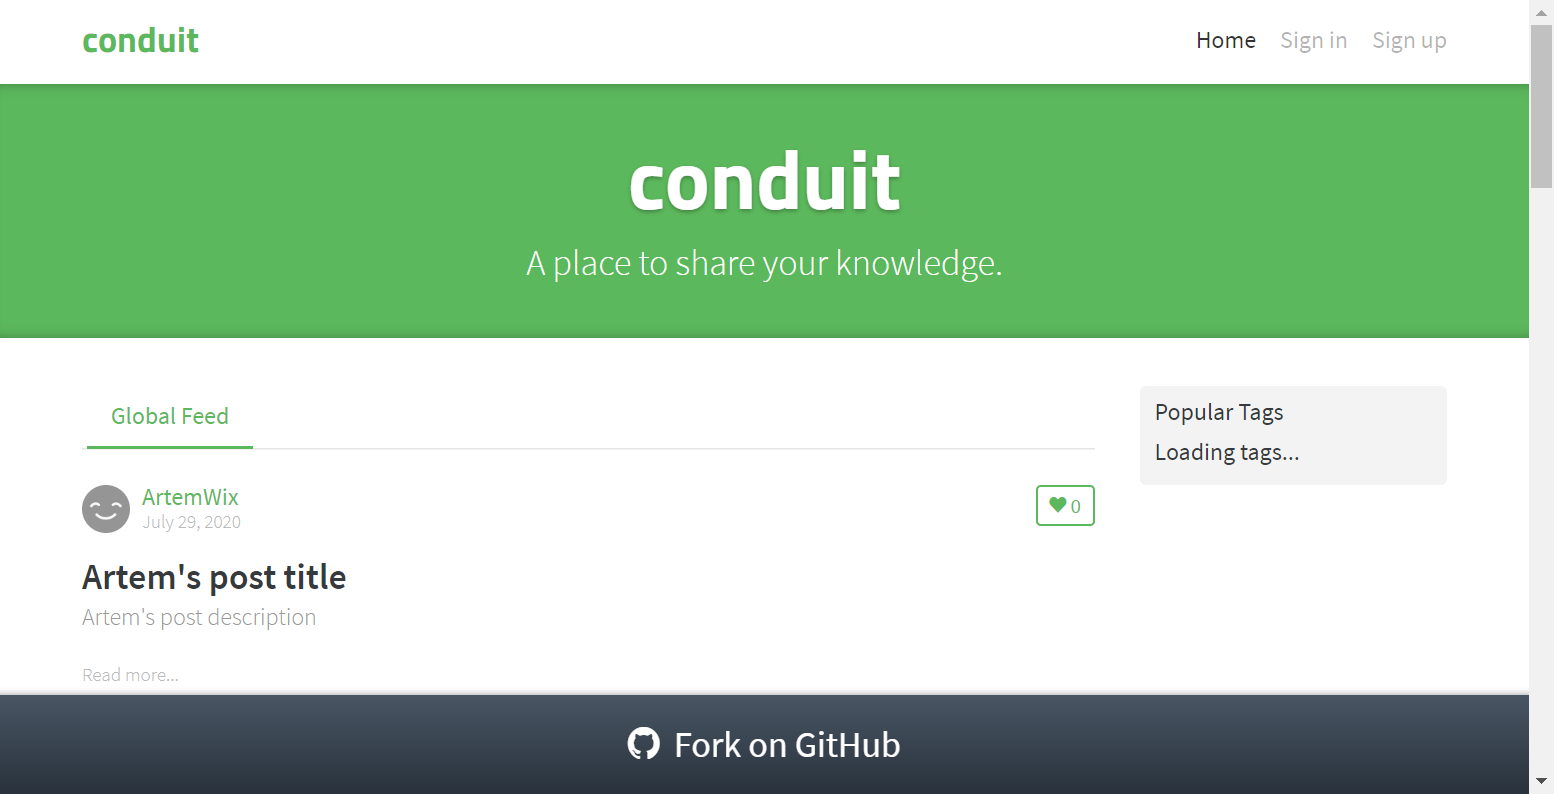 conduit
Home Sign in Sign up
conduit
A place to share your knowledge.
Global Feed
Popular Tags
Loading tags...
ArtemWix
July 29, 2020
0
Artem's post title
Artem's post description
Read more...
Fork on GitHub